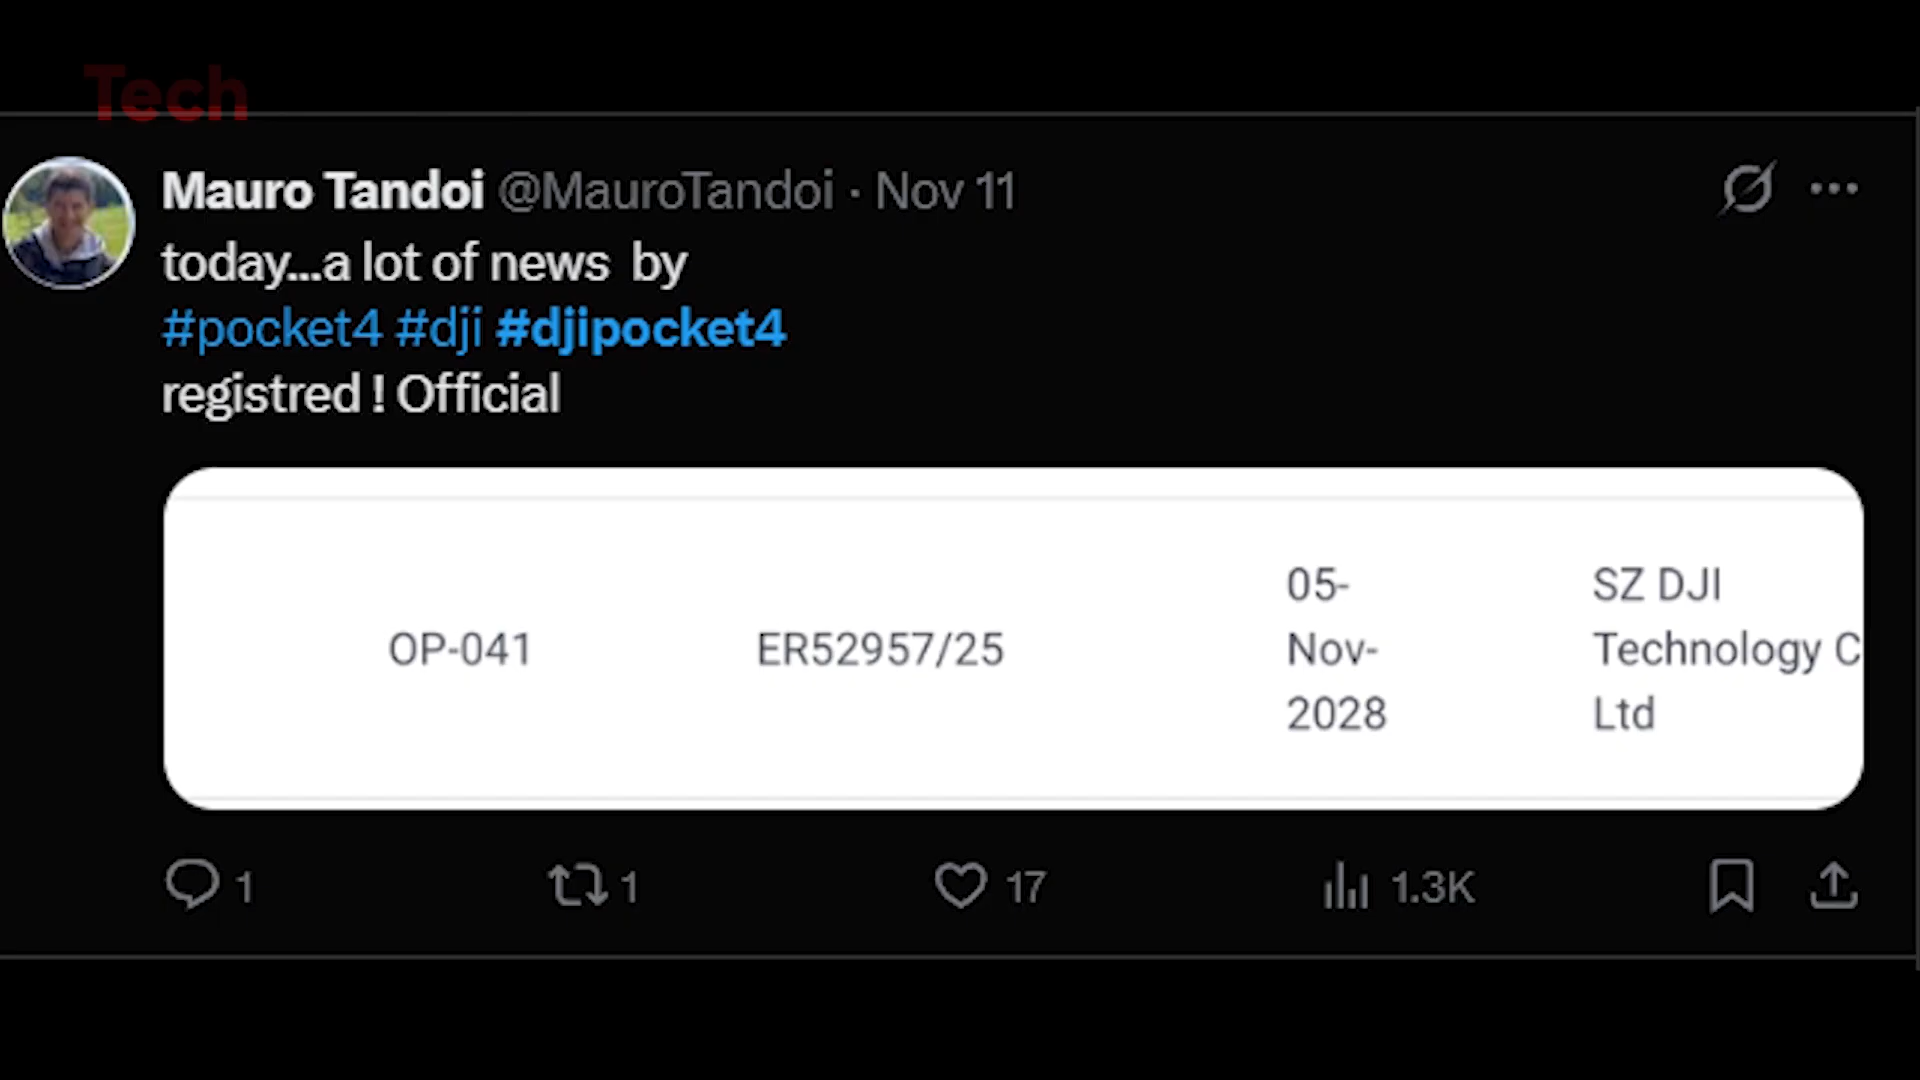 Tech
Mauro Tandoi @MauroTandoi · Nov 11
today...a lot of news by
#pocket4 #dji #djipocket4
registred ! Official
OP-041
ER52957/25
05-
Nov-
2028
SZ DJI
Technology C
Ltd
1
1
17
1.3K